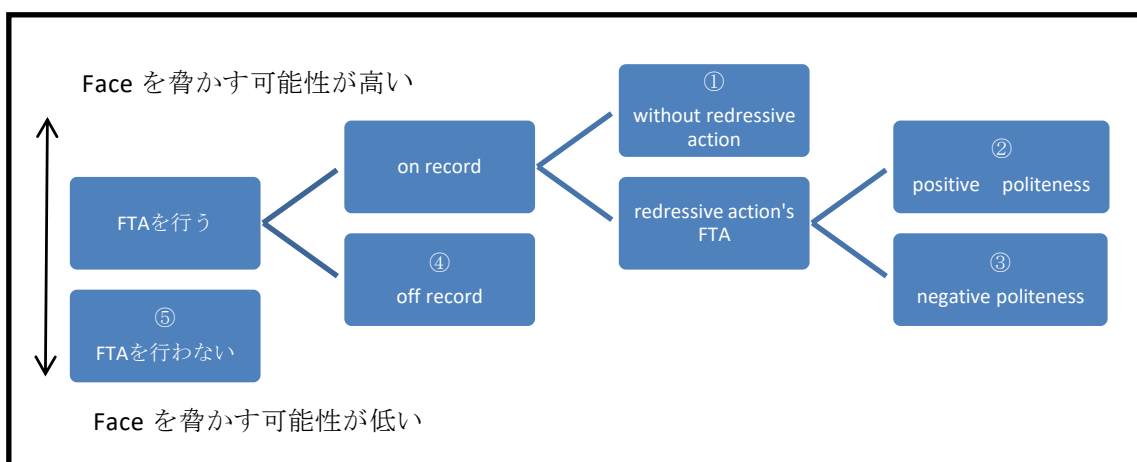 Face を脅かす可能性が高い
①
without redressive
action
on record
②
positive politeness
FTAを行う
redressive action's
FTA
④
off record
③
negative politeness
⑤
FTAを行わない
Face を脅かす可能性が低い